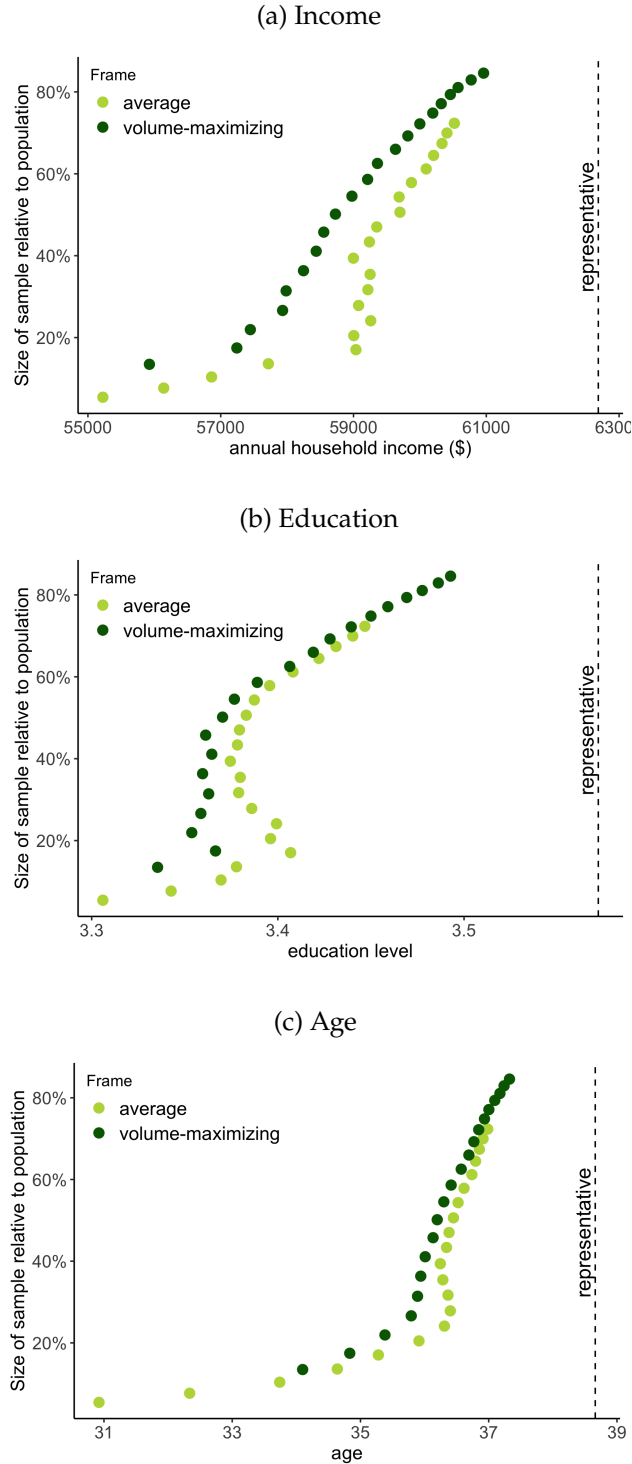 (a) Income
Size of sample relative to population
Frame
average
volume-maximizing
80%
60%
40%
20%
representative
55000 57000 59000 61000 6300
annual household income ($)
(b) Education
Size of sample relative to population
Frame
average
volume-maximizing
80%
60%
40%
20%
representative
3.3 3.4 3.5
education level
(c) Age
Size of sample relative to population
Frame
average
volume-maximizing
80%
60%
40%
20%
representative
31 33 35 37 39
age